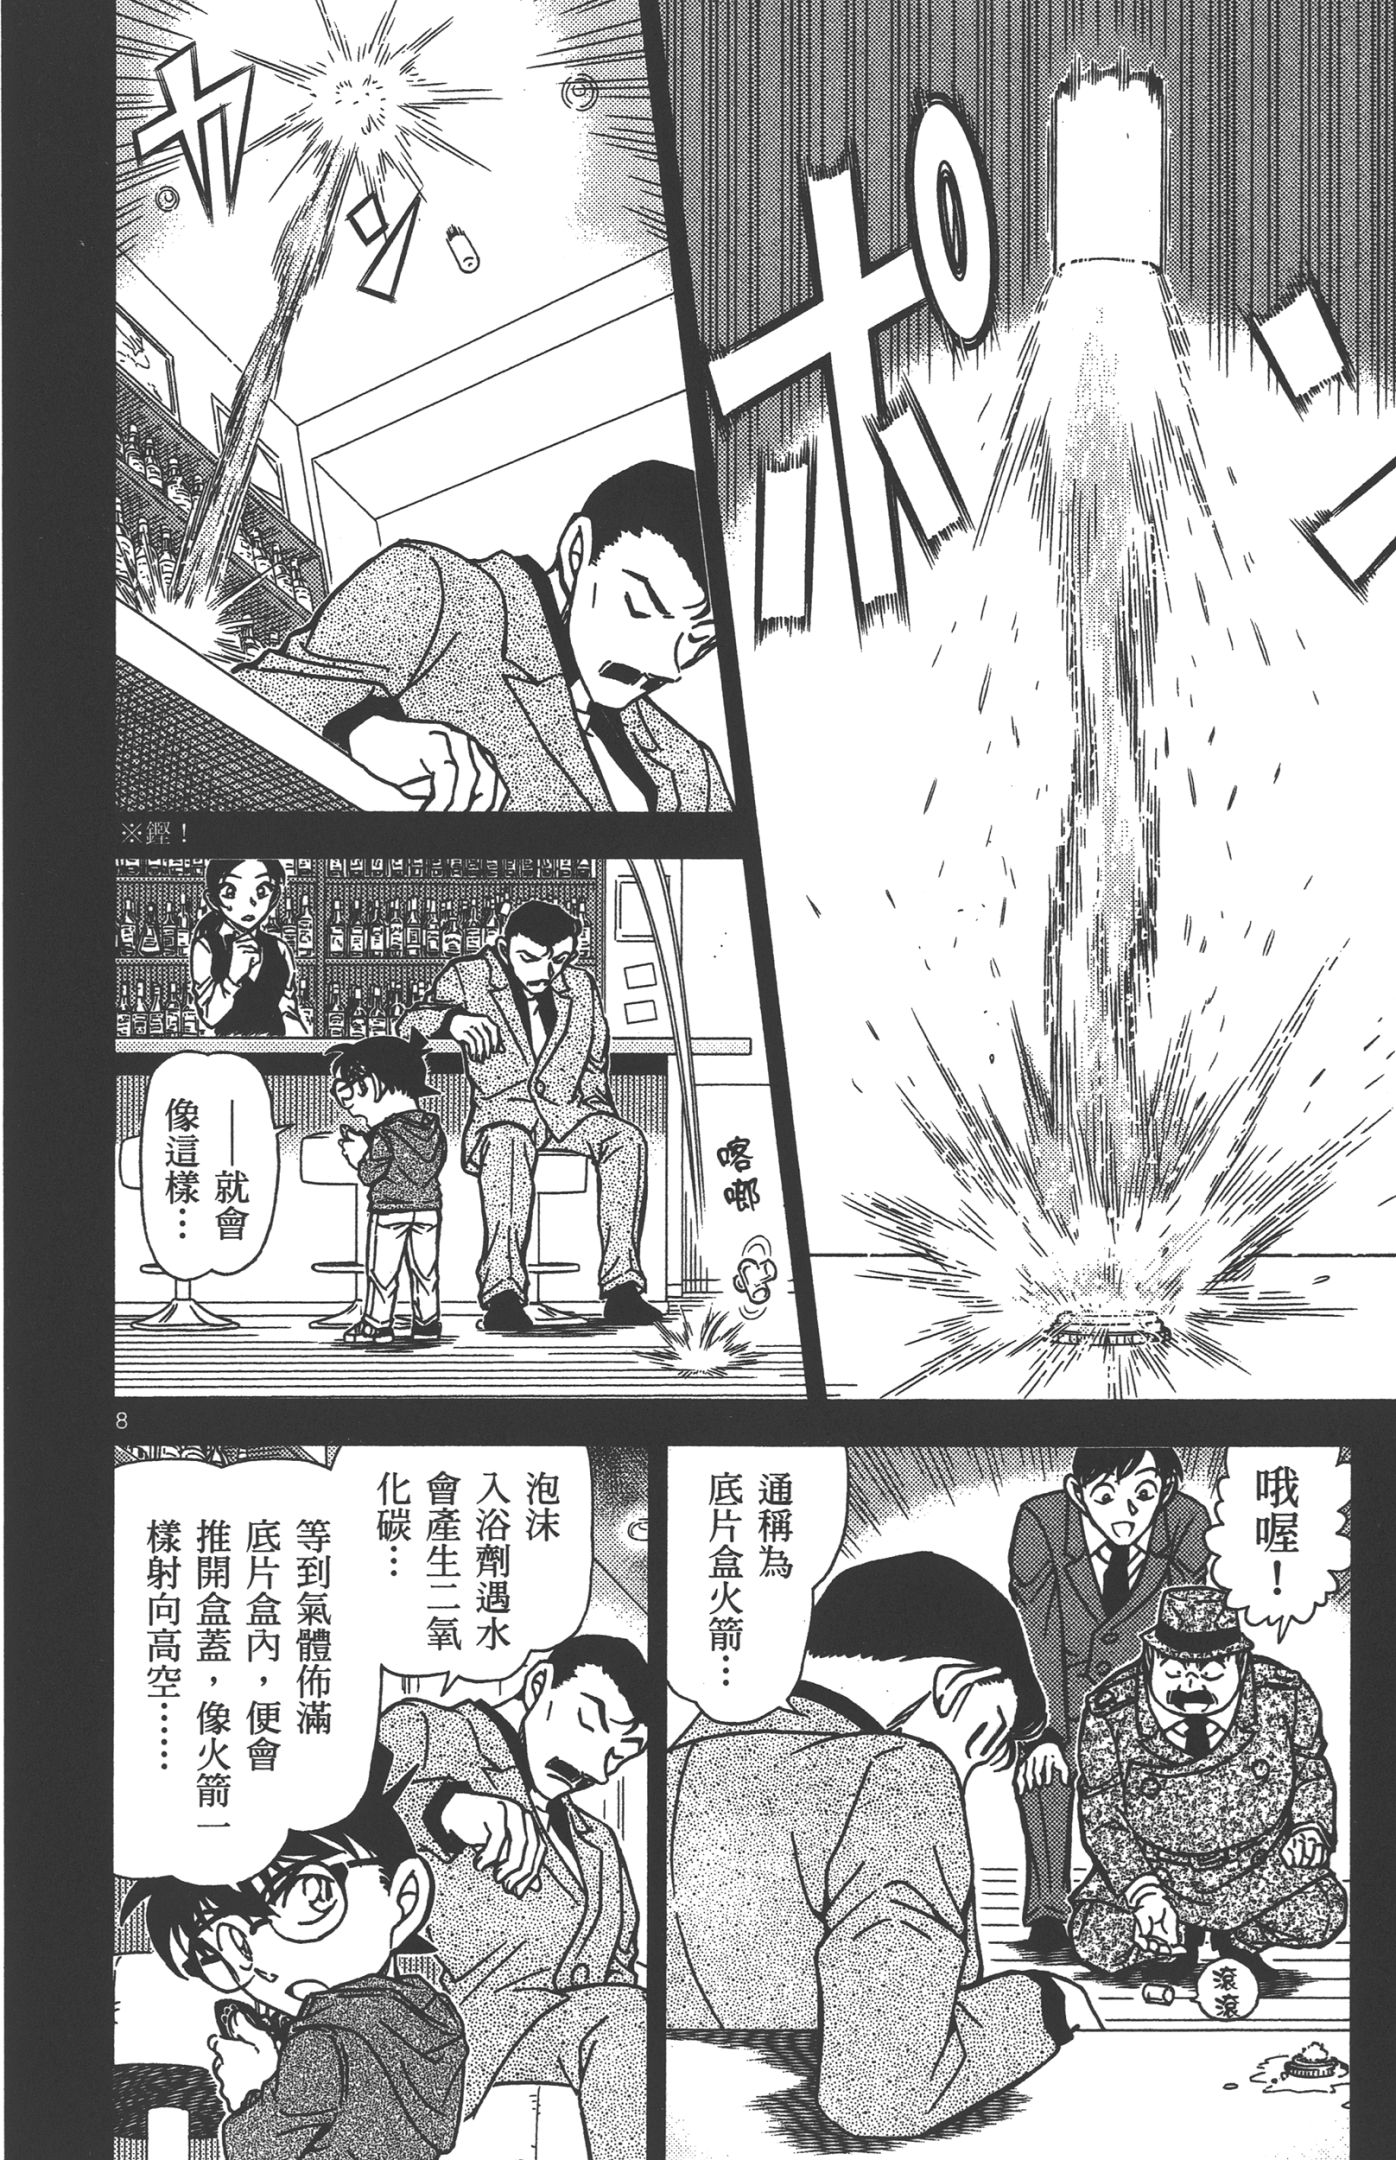 ポンッ
カッ
※鏗！
——就會
像這樣…
喀
啷
8
哦喔！
滾
滾
通稱為
底片盒火箭…
泡沫
入浴劑遇水
會產生二氧
化碳…
等到氣體佈滿
底片盒內，便會
推開盒蓋，像火箭一
樣射向高空……